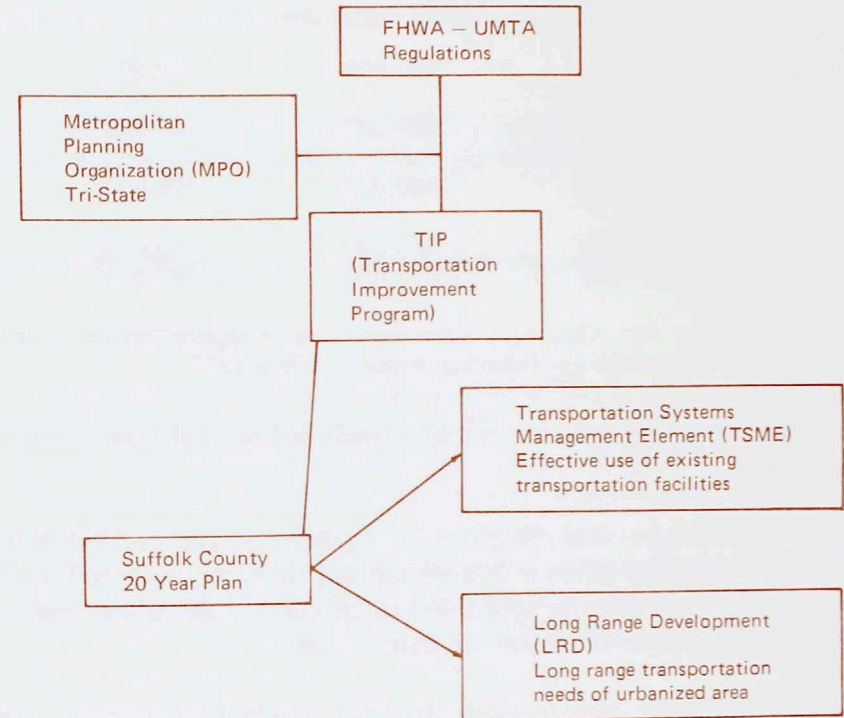 FHWA – UMTA
Regulations
Metropolitan
Planning
Organization (MPO)
Tri-State
TIP
(Transportation
Improvement
Program)
Transportation Systems
Management Element (TSME)
Effective use of existing
transportation facilities
Suffolk County
20 Year Plan
Long Range Development
(LRD)
Long range transportation
needs of urbanized area